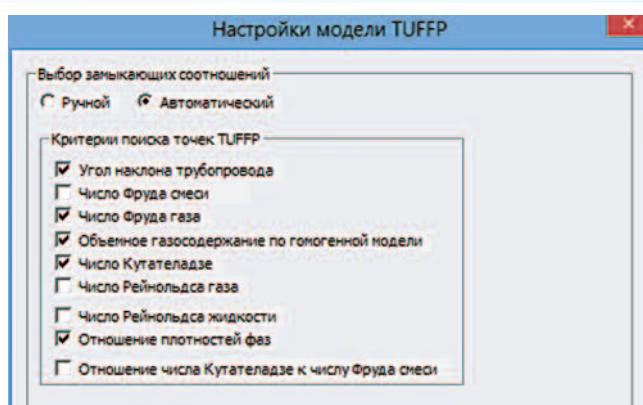 Настройки модели TUFFP
Выбор замыкающих соотношений
Ручной Автоматический
Критерии поиска точек TUFFP
Угол наклона трубопровода
Число Фруда смеси
Число Фруда газа
Объемное газосодержание по гомогенной модели
Число Кутателадзе
Число Рейнольдса газа
Число Рейнольдса жидкости
Отношение плотностей фаз
Отношение числа Кутателадзе к числу Фруда смеси